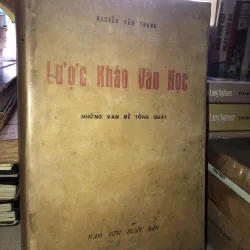 NGUYỄN VĂN TRUNG
Lược Khảo Văn Học
NHỮNG VẤN ĐỀ TỔNG QUÁT
NAM SƠN XUẤT BẢN